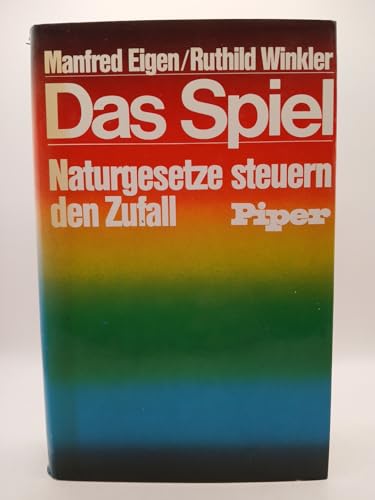 Manfred Eigen/Ruthild Winkler
Das Spiel
Naturgesetze steuern
den Zufall Piper